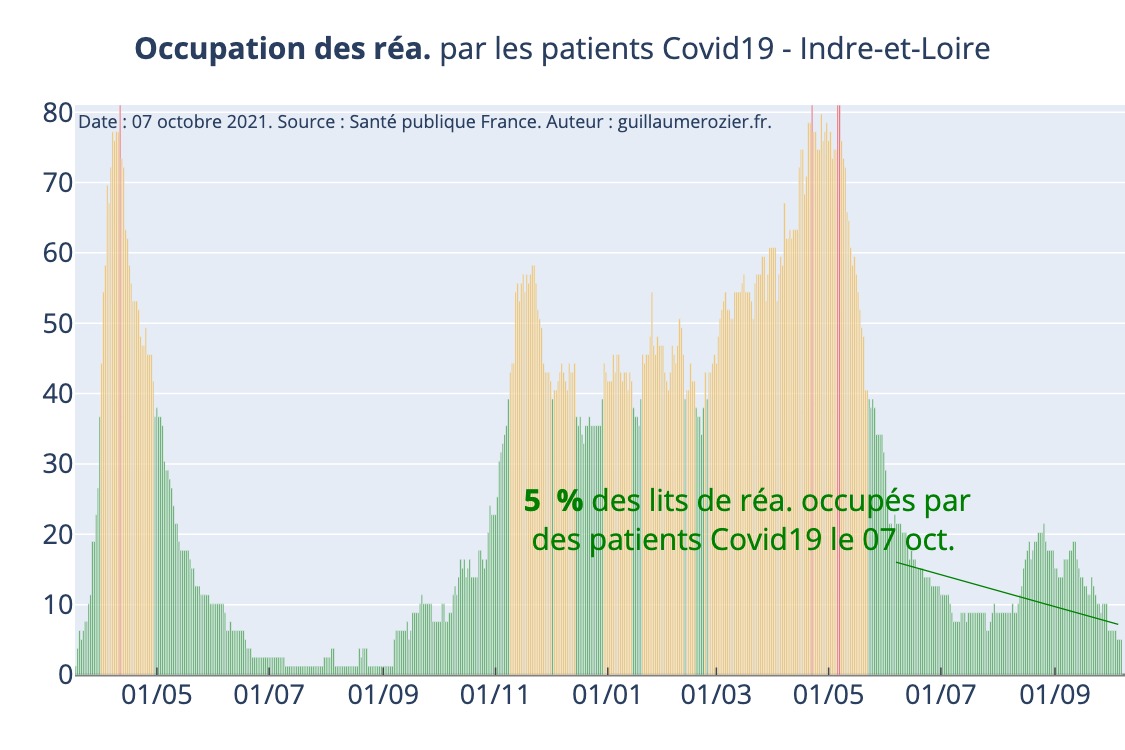 Occupation des réa. par les patients Covid19 - Indre-et-Loire
80
Date : 07 octobre 2021. Source : Santé publique France. Auteur : guillaumerozier.fr.
70
60
50
40
30
5 % des lits de réa. occupés par
20
des patients Covid19 le 07 oct.
10
0
01/05 01/07 01/09 01/11 01/01 01/03 01/05 01/07 01/09